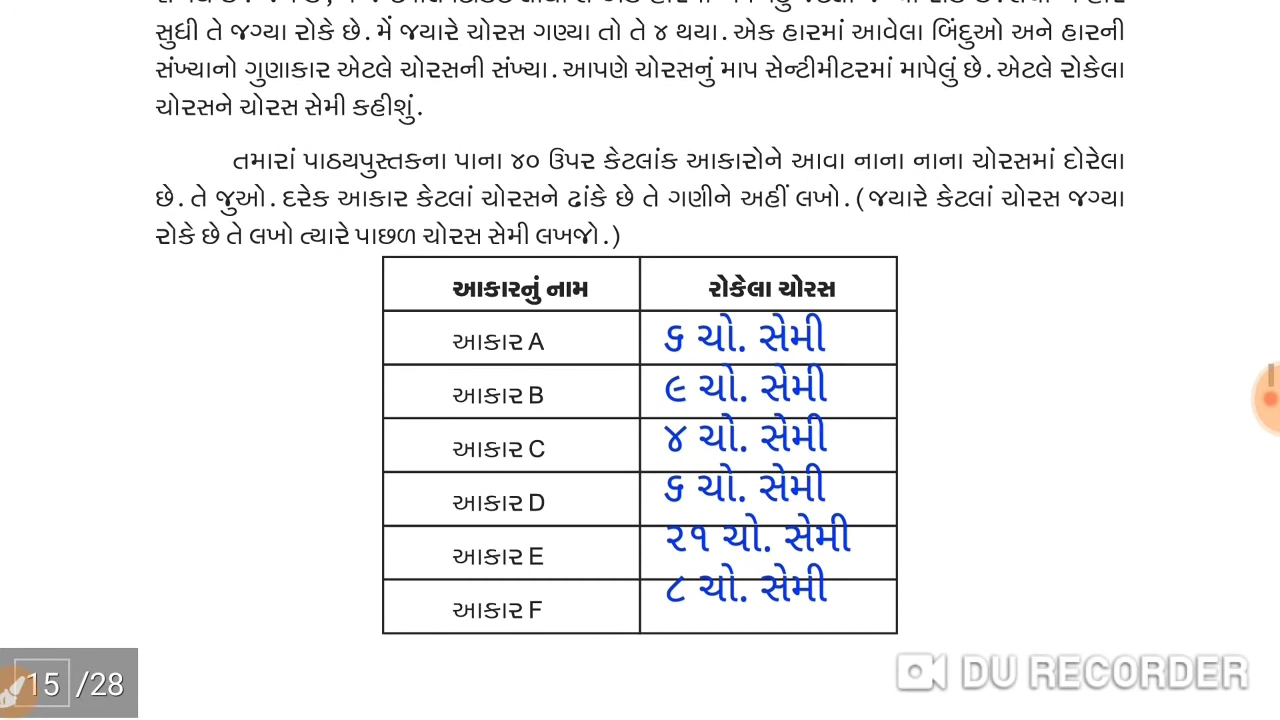 સુધી તે જગ્યા રોકે છે. મેં જ્યારે ચોરસ ગણ્યા તો તે ૪ થયા. એક હારમાં આવેલા બિંદુઓ અને હારની
સંખ્યાનો ગુણાકાર એટલે ચોરસની સંખ્યા. આપણે ચોરસનું માપ સેન્ટીમીટરમાં માપેલું છે. એટલે રોકેલા
ચોરસને ચોરસ સેમી કહીશું.
તમારાં પાઠ્યપુસ્તકના પાના ૪૦ ઉપર કેટલાંક આકારોને આવા નાના નાના ચોરસમાં દોરેલા
છે. તે જુઓ. દરેક આકાર કેટલાં ચોરસને ઢાંકે છે તે ગણીને અહીં લખો. (જ્યારે કેટલાં ચોરસ જગ્યા
રોકે છે તે લખો ત્યારે પાછળ ચોરસ સેમી લખજો.)
આકારનું નામ રોકેલા ચોરસ
આકાર A ૬ ચો. સેમી
આકાર B ૯ ચો. સેમી
આકાર C ૪ ચો. સેમી
આકાર D ૬ ચો. સેમી
આકાર E ૨૧ ચો. સેમી
આકાર F ૮ ચો. સેમી
15 /28
DU RECORDER